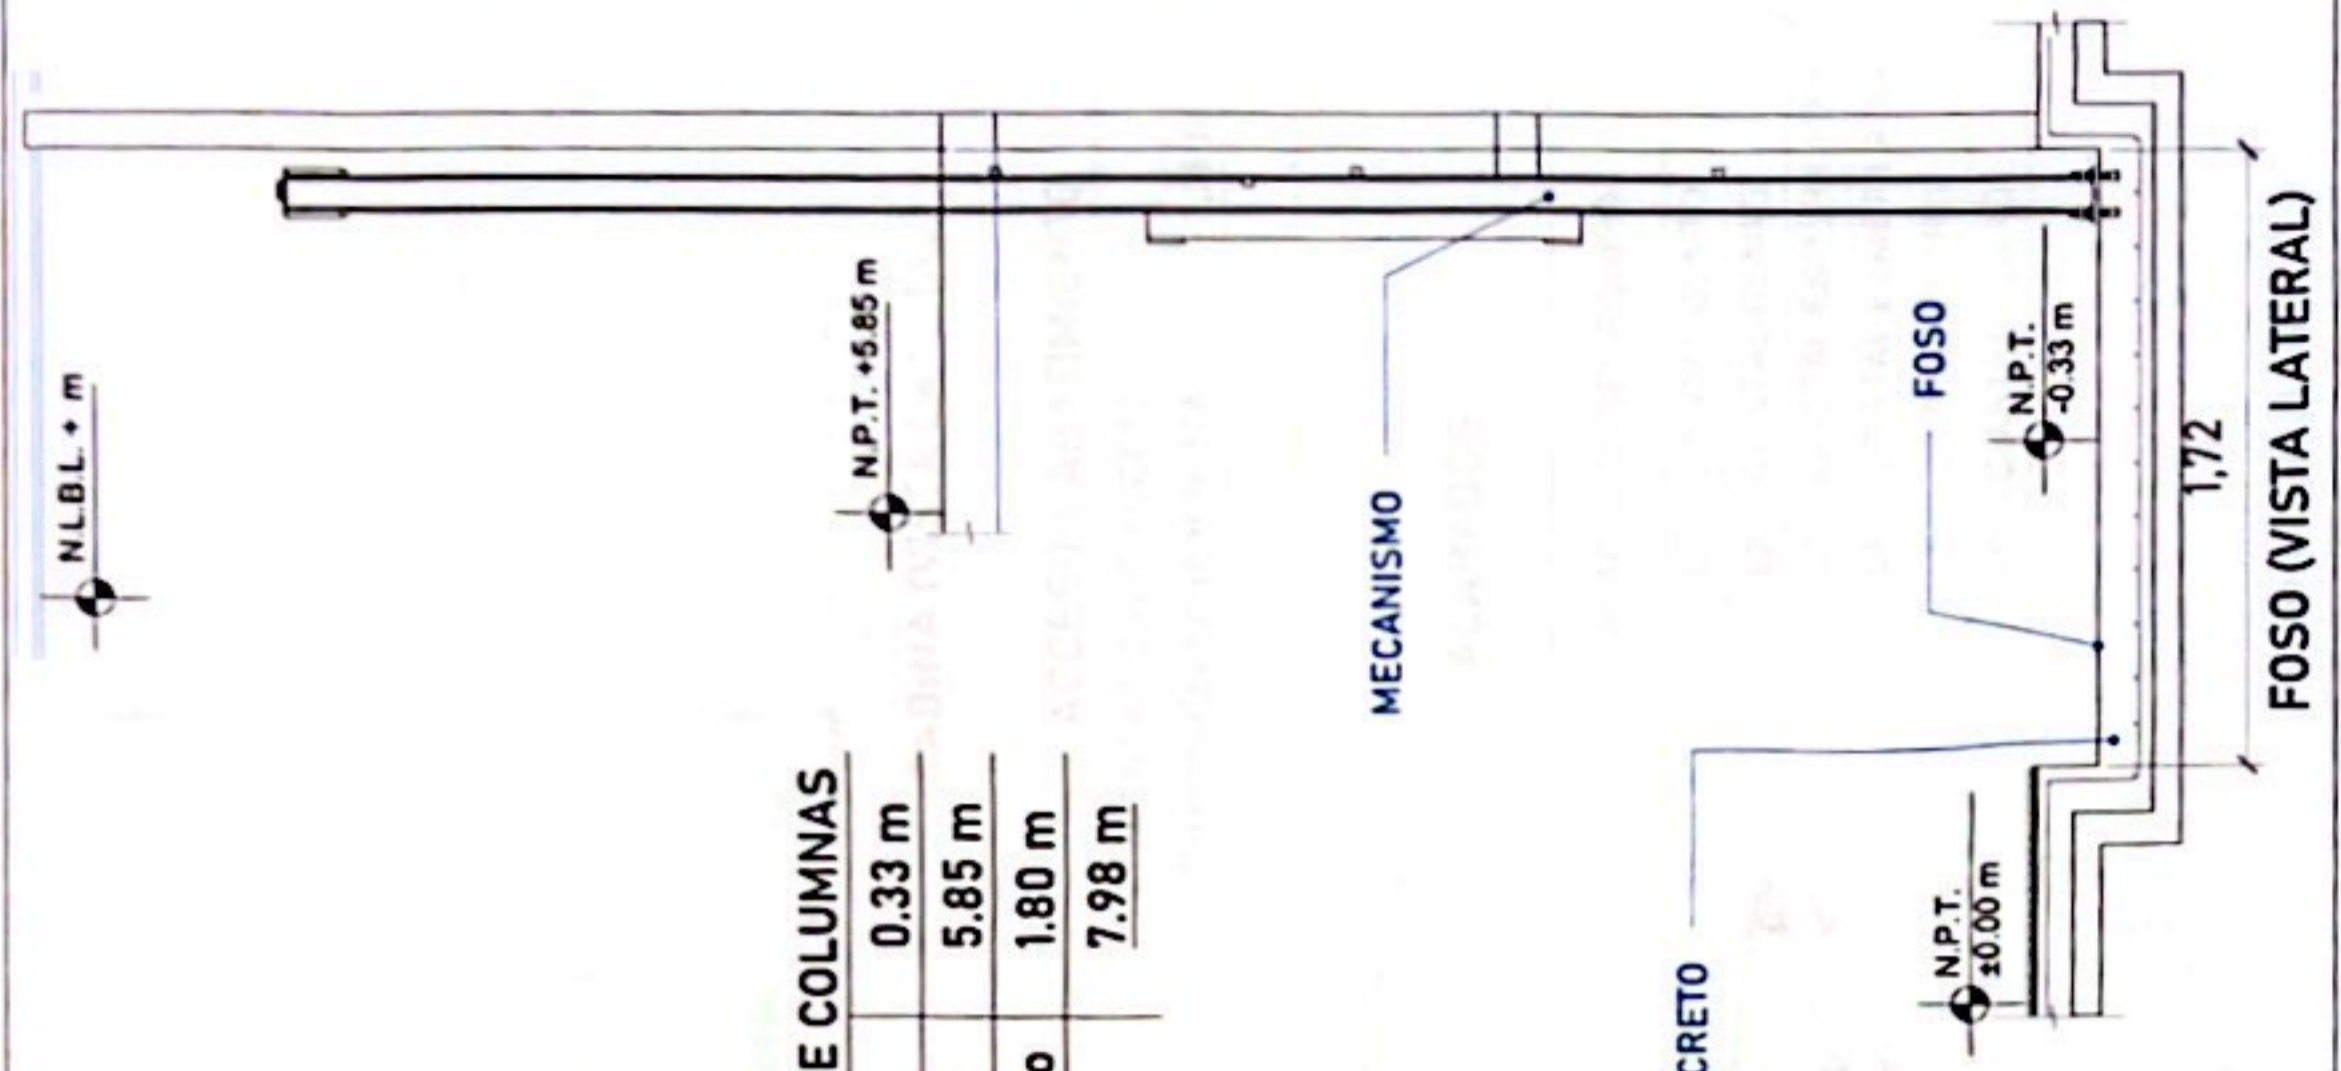 N.L.B.L. + m
N.P.T. +5.85 m
MECANISMO
FOSO
N.P.T.
-0.33 m
E COLUMNAS
0.33 m
5.85 m
1.80 m
7.98 m
CRETO
N.P.T.
±0.00 m
1,72
FOSO (VISTA LATERAL)